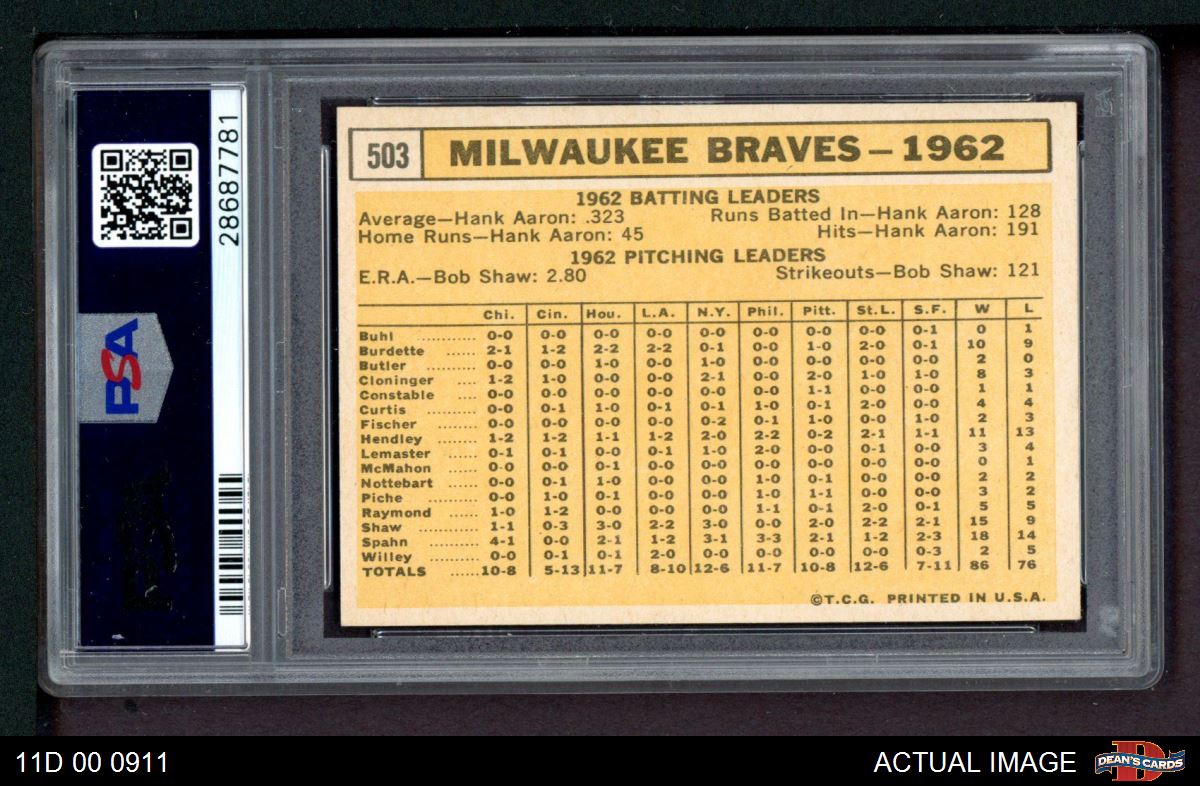 28687781
PSA
503 MILWAUKEE BRAVES – 1962
1962 BATTING LEADERS
Average—Hank Aaron: .323 Runs Batted In—Hank Aaron: 128
Home Runs—Hank Aaron: 45 Hits—Hank Aaron: 191
1962 PITCHING LEADERS
E.R.A.—Bob Shaw: 2.80 Strikeouts—Bob Shaw: 121
Chi. Cin. Hou. L.A. N.Y. Phil. Pitt. St.L. S.F. W L
Buhl ............ 0-0 0-0 0-0 0-0 0-0 0-0 0-0 0-0 0-1 0 1
Burdette ...... 2-1 1-2 2-2 2-2 0-1 0-0 1-0 2-0 0-1 10 9
Butler .......... 0-0 0-0 1-0 0-0 1-0 0-0 0-0 0-0 0-0 2 0
Cloninger .... 1-2 1-0 0-0 0-0 2-1 0-0 2-0 1-0 1-0 8 3
Constable .... 0-0 0-0 0-0 0-0 0-0 0-0 1-1 0-0 0-0 1 1
Curtis .......... 0-0 0-1 1-0 0-1 0-1 1-0 0-1 2-0 0-0 4 4
Fischer ........ 0-0 0-0 0-0 0-0 0-2 0-1 1-0 0-0 1-0 2 3
Hendley ........ 1-2 1-2 1-1 1-2 2-0 2-2 0-2 2-1 1-1 11 13
Lemaster ...... 0-1 0-1 0-0 0-1 1-0 2-0 0-0 0-0 0-1 3 4
McMahon ...... 0-0 0-0 0-1 0-0 0-0 0-0 0-0 0-0 0-0 0 1
Nottebart ...... 0-0 0-1 1-0 0-0 0-0 1-0 0-1 0-0 0-0 2 2
Piche ............ 0-0 1-0 0-1 0-0 0-0 1-0 1-1 0-0 0-0 3 2
Raymond ...... 1-0 1-2 0-0 0-0 0-0 1-1 0-1 2-0 0-1 5 5
Shaw ............ 1-1 0-3 3-0 2-2 3-0 0-0 2-0 2-2 2-1 15 9
Spahn .......... 4-1 0-0 2-1 1-2 3-1 3-3 2-1 1-2 2-3 18 14
Willey .......... 0-0 0-1 0-1 2-0 0-0 0-0 0-0 0-0 0-3 2 5
TOTALS ...... 10-8 5-13 11-7 8-10 12-6 11-7 10-8 12-6 7-11 86 76
©T.C.G. PRINTED IN U.S.A.
11D 00 0911
ACTUAL IMAGE
DEAN'S CARDS